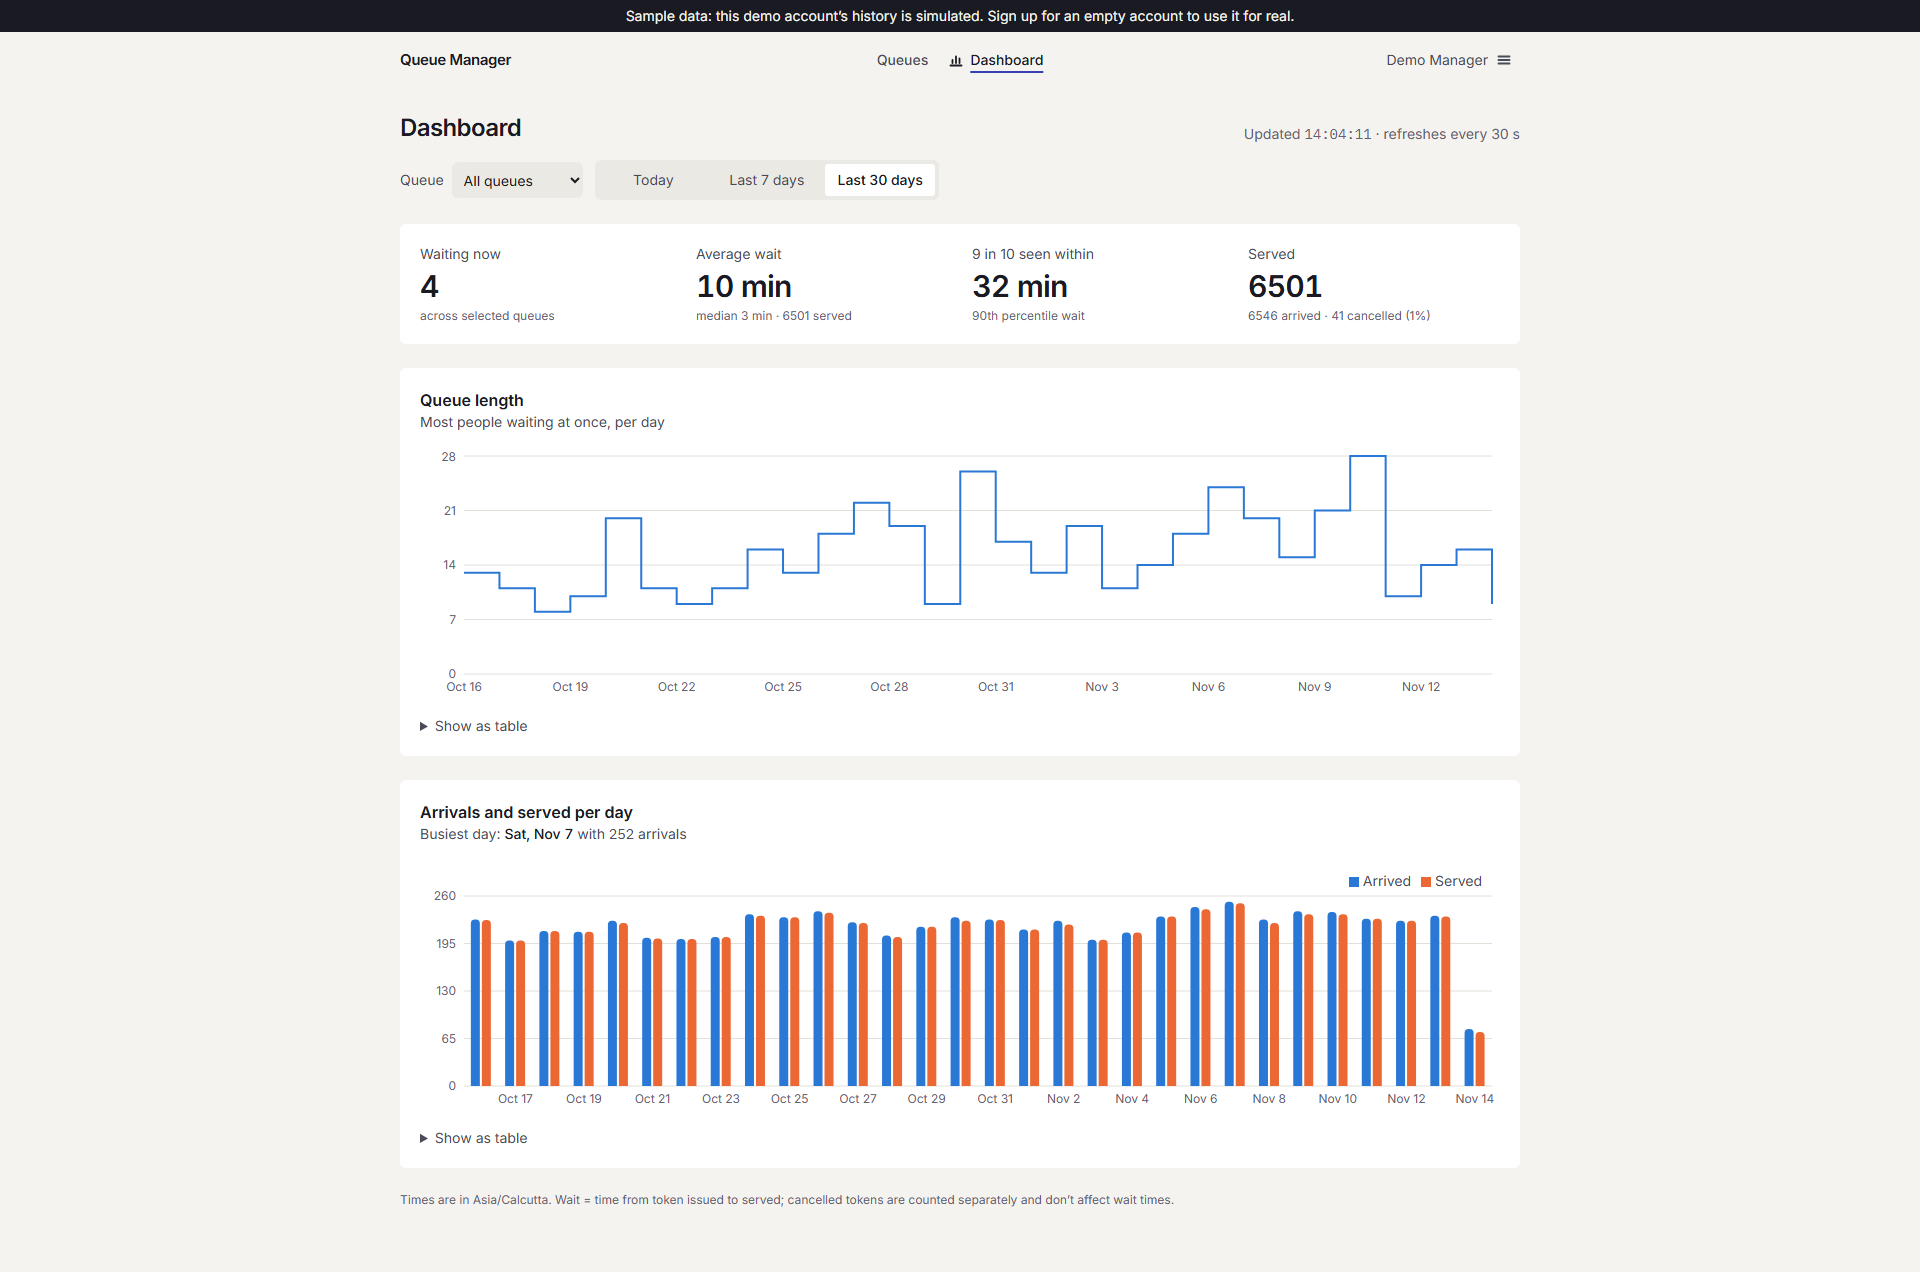 Sample data: this demo account’s history is simulated. Sign up for an empty account to use it for real.
Queue Manager
Queues
Dashboard
Demo Manager
Dashboard
Updated 14:04:11 · refreshes every 30 s
Queue
All queues
Today
Last 7 days
Last 30 days
Waiting now
4
across selected queues
Average wait
10 min
median 3 min · 6501 served
9 in 10 seen within
32 min
90th percentile wait
Served
6501
6546 arrived · 41 cancelled (1%)
Queue length
Most people waiting at once, per day
28
21
14
7
0
Oct 16 Oct 19 Oct 22 Oct 25 Oct 28 Oct 31 Nov 3 Nov 6 Nov 9 Nov 12
Show as table
Arrivals and served per day
Busiest day: Sat, Nov 7 with 252 arrivals
Arrived Served
260
195
130
65
0
Oct 17 Oct 19 Oct 21 Oct 23 Oct 25 Oct 27 Oct 29 Oct 31 Nov 2 Nov 4 Nov 6 Nov 8 Nov 10 Nov 12 Nov 14
Show as table
Times are in Asia/Calcutta. Wait = time from token issued to served; cancelled tokens are counted separately and don’t affect wait times.